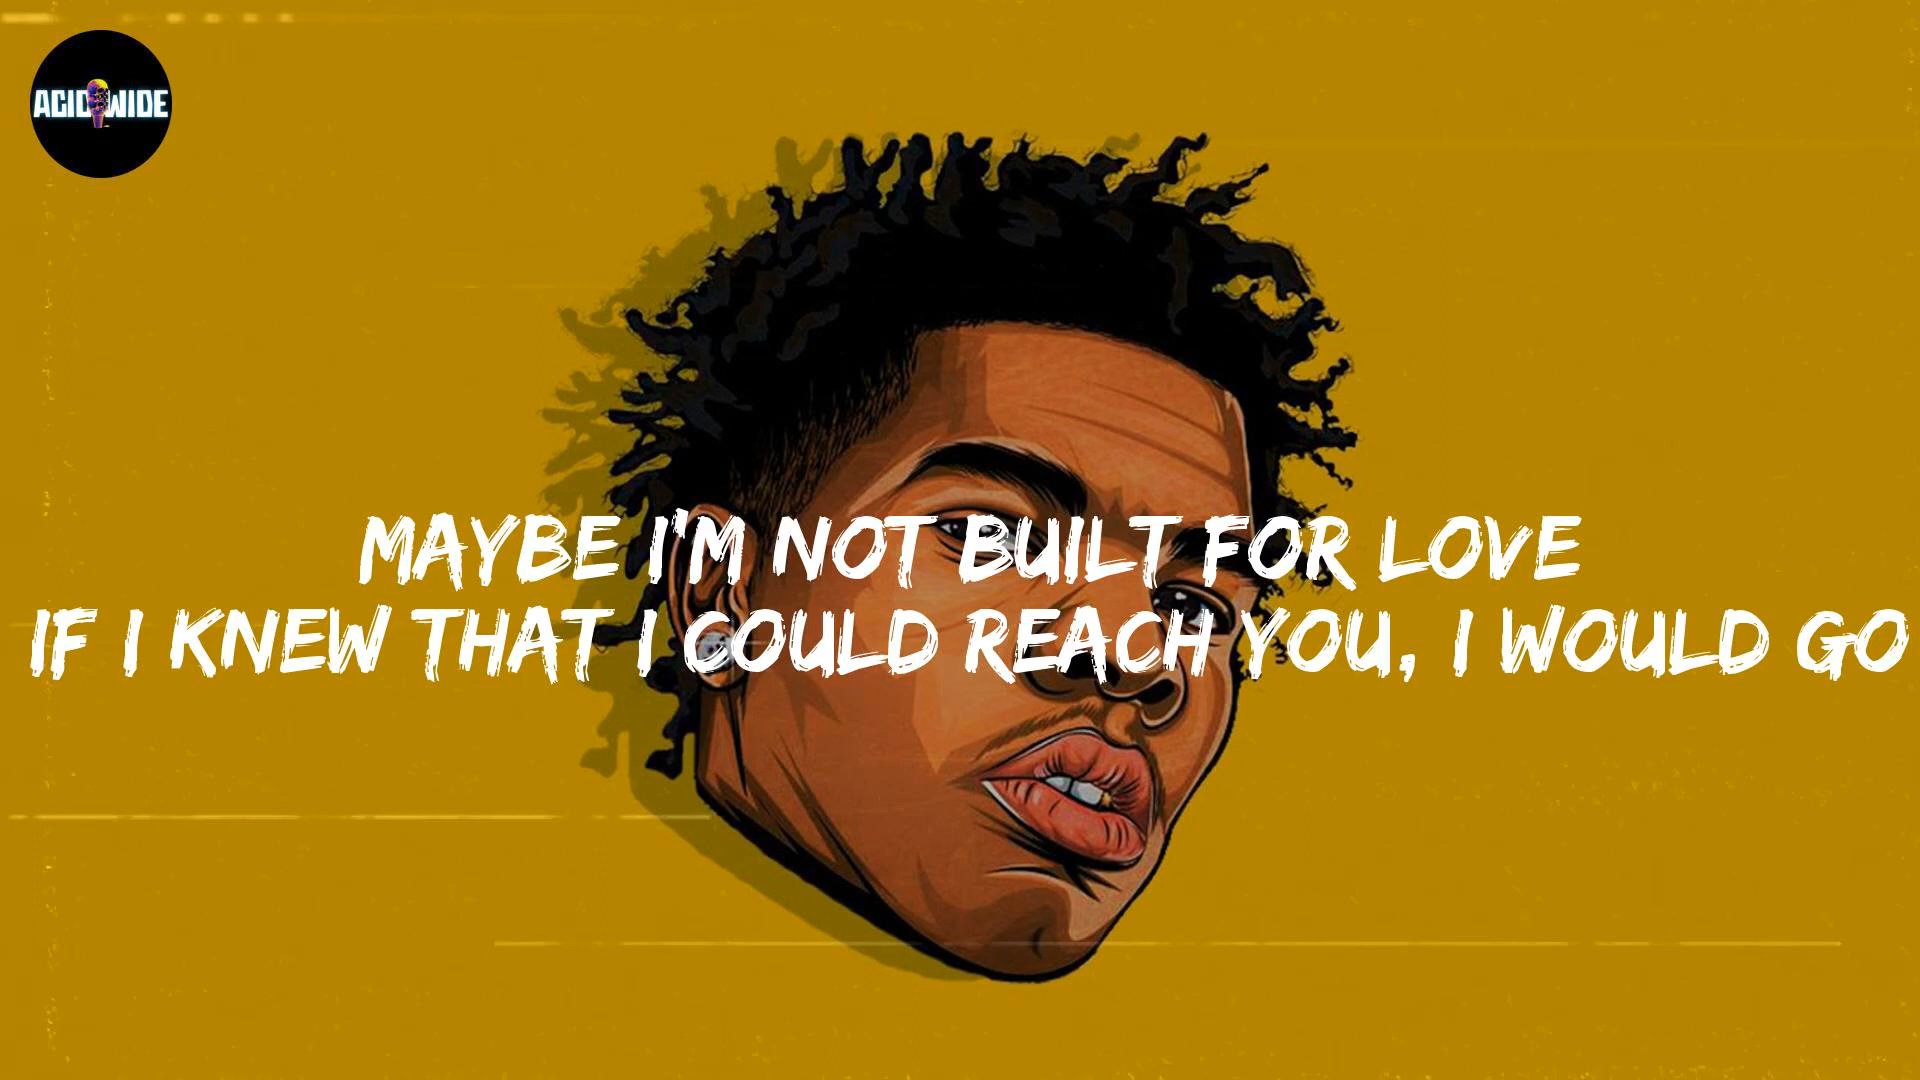 ACID WIDE
MAYBE I'M NOT BUILT FOR LOVE
IF I KNEW THAT I COULD REACH YOU, I WOULD GO